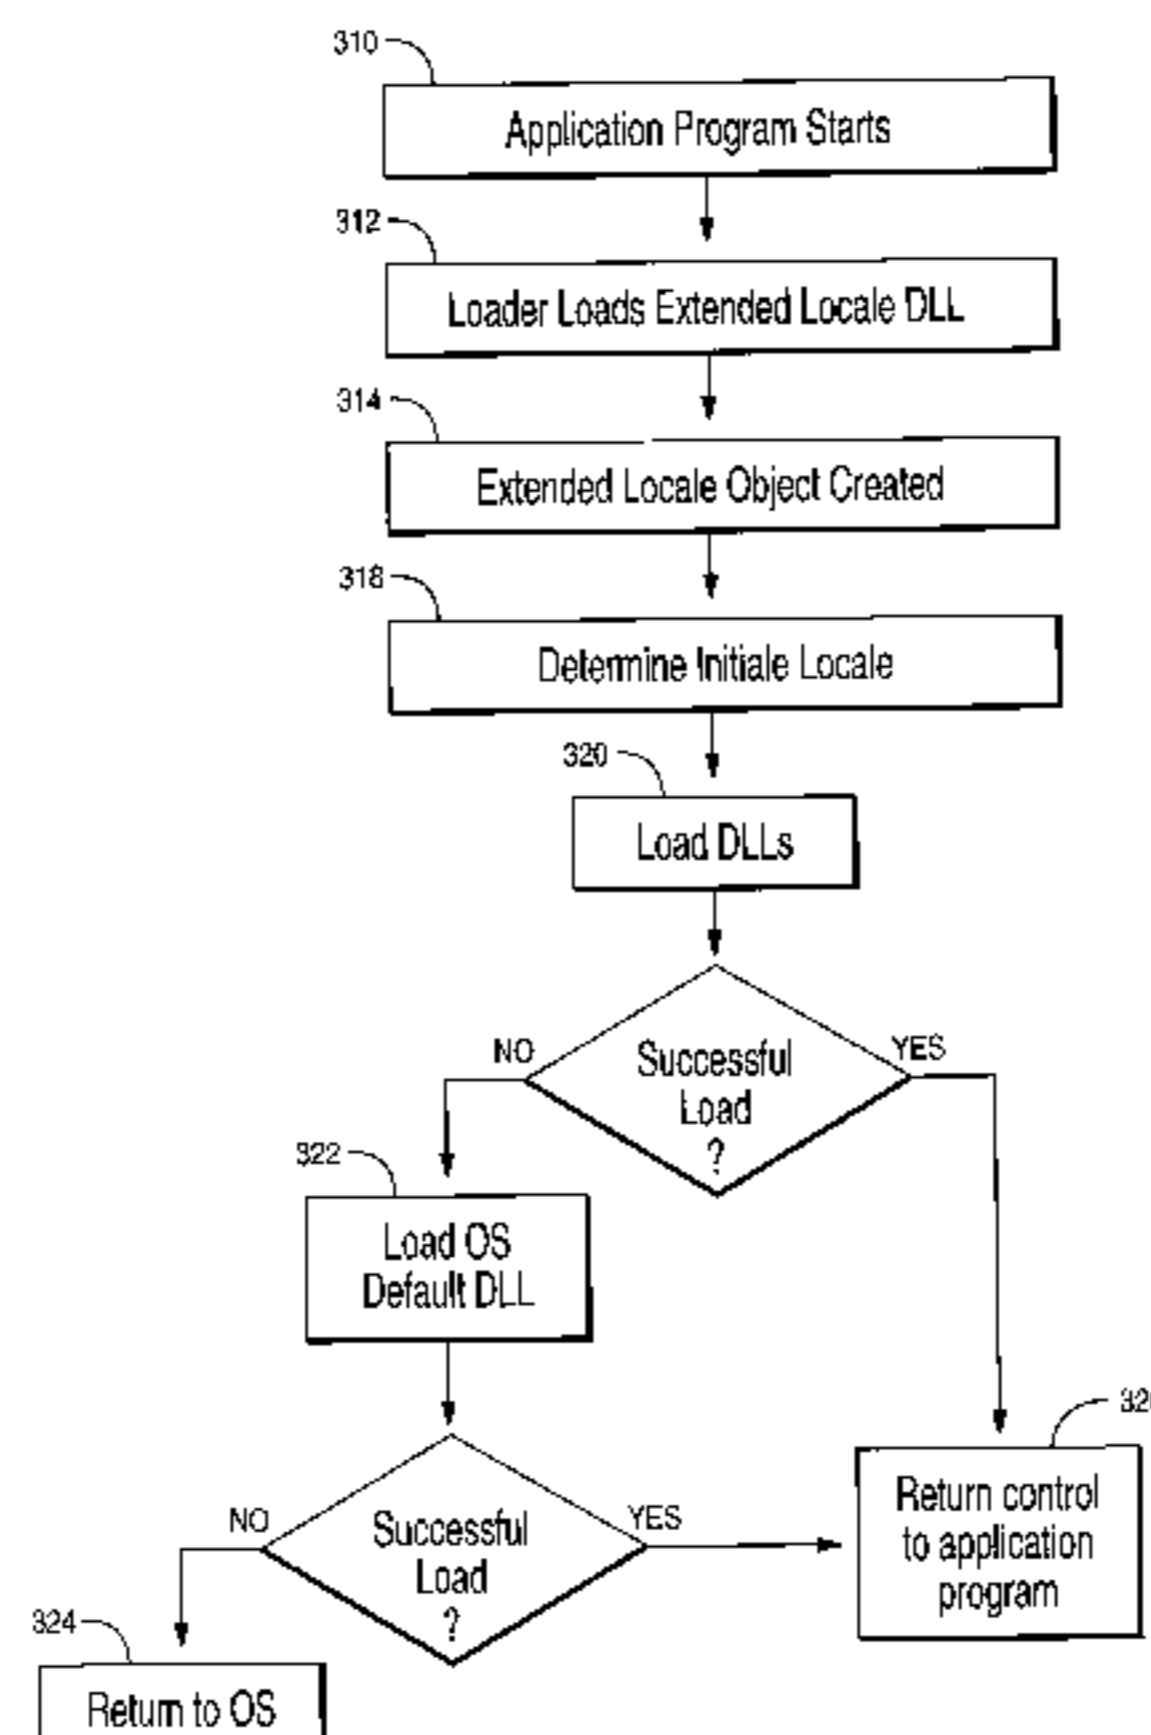 310
Application Program Starts
312
Loader Loads Extended Locale DLL
314
Extended Locale Object Created
318
Determine Initiale Locale
320
Load DLLs
NO
YES
Successful
Load
?
322
Load OS
Default DLL
NO
YES
Successful
Load
?
Return control
to application
program
324
Return to OS